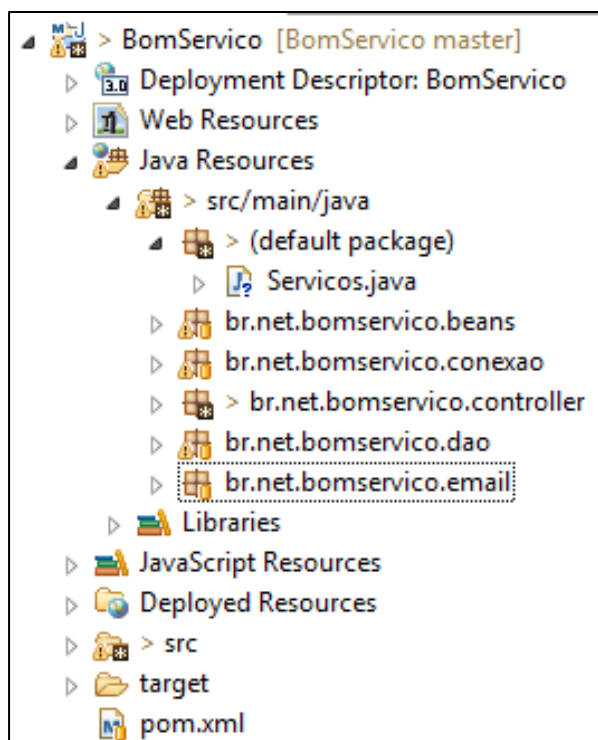 > BomServico [BomServico master]
3.0 Deployment Descriptor: BomServico
Web Resources
Java Resources
> src/main/java
> (default package)
Servicos.java
br.net.bomservico.beans
br.net.bomservico.conexao
> br.net.bomservico.controller
br.net.bomservico.dao
br.net.bomservico.email
Libraries
JavaScript Resources
Deployed Resources
> src
target
pom.xml